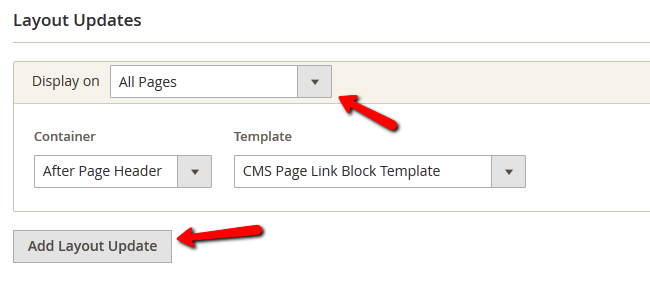 Layout Updates
Display on All Pages
Container Template
After Page Header CMS Page Link Block Template
Add Layout Update